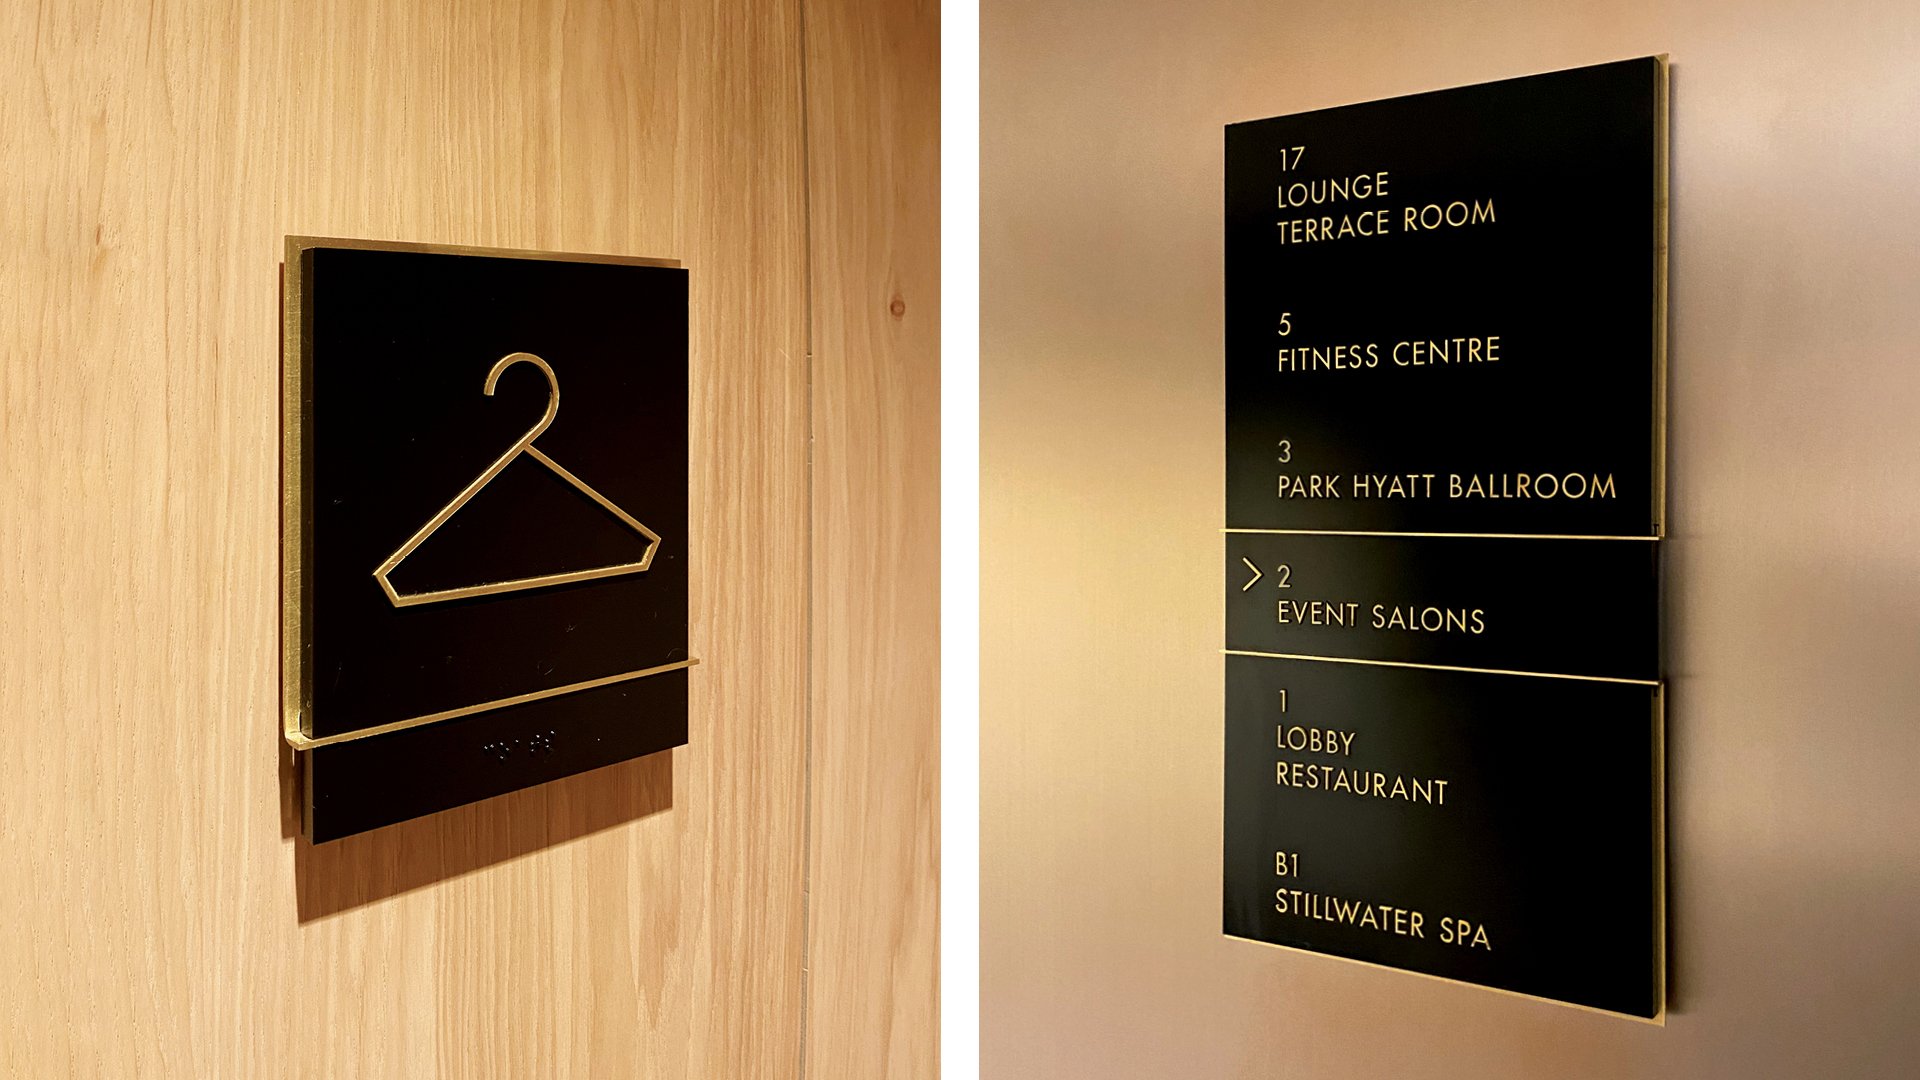 17
LOUNGE
TERRACE ROOM
5
FITNESS CENTRE
3
PARK HYATT BALLROOM
2
EVENT SALONS
1
LOBBY
RESTAURANT
B1
STILLWATER SPA